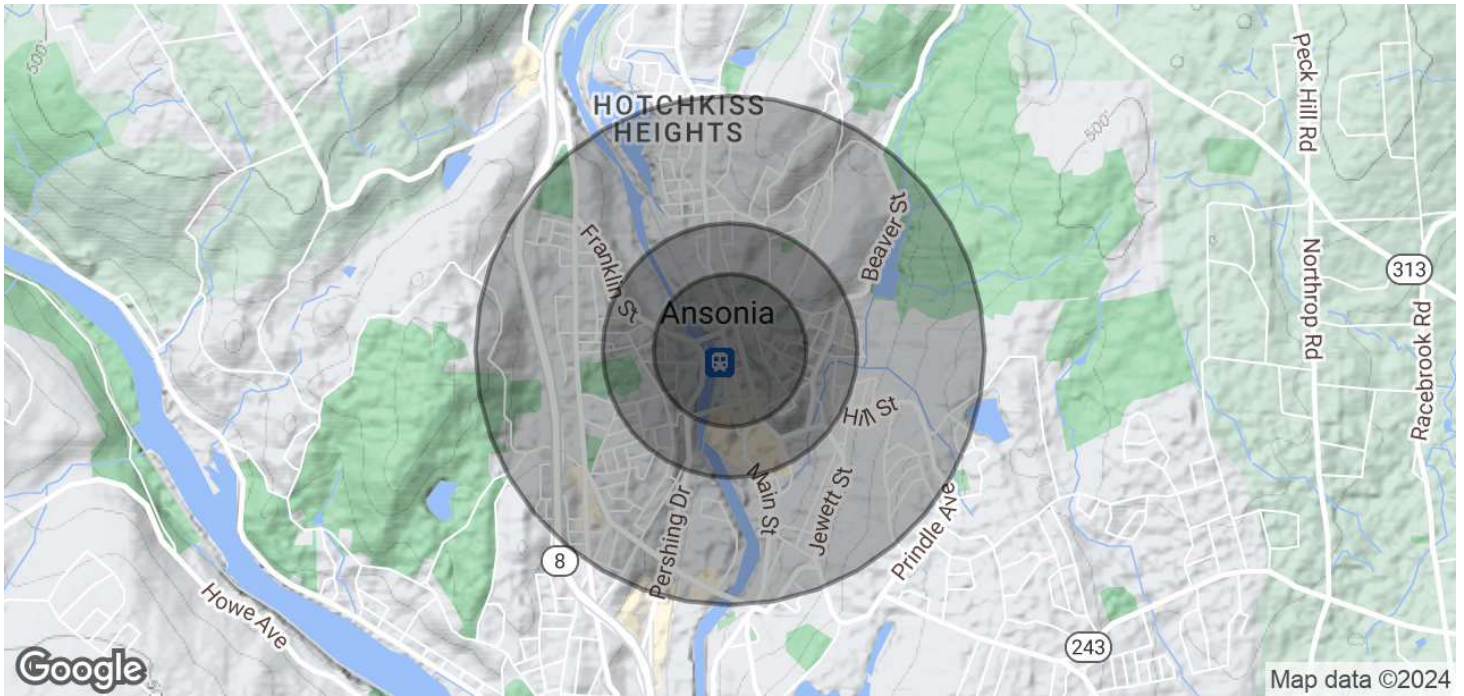 500'
HOTCHKISS
HEIGHTS
500'
Peck Hill Rd
Beaver St
Franklin St
Northrop Rd
313
Ansonia
Racebrook Rd
Hill St
Main St
Jewett St
Pershing Dr
Prindle Ave
8
Howe Ave
243
Google
Map data ©2024